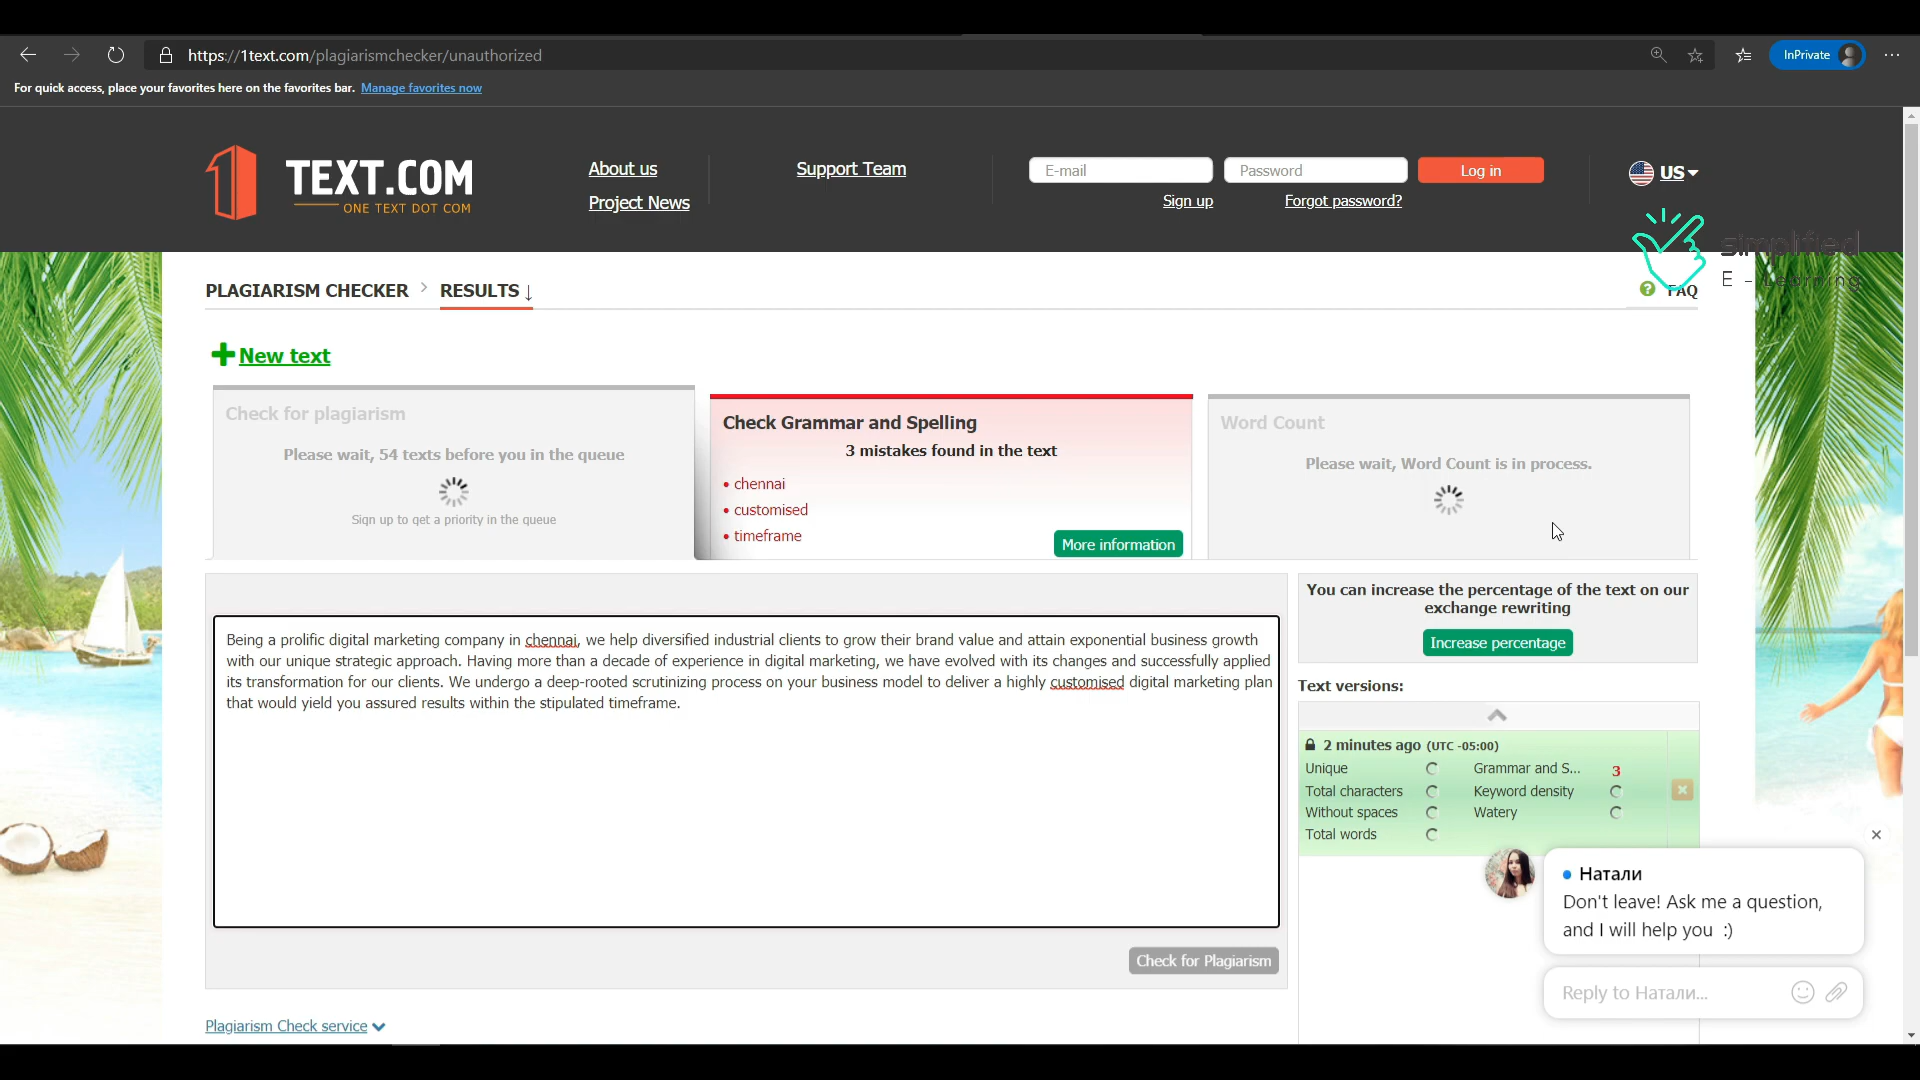 https://1text.com/plagiarismchecker/unauthorized
InPrivate
For quick access, place your favorites here on the favorites bar. Manage favorites now
1 TEXT.COM
ONE TEXT DOT COM
About us
Project News
Support Team
E-mail
Password
Log in
Sign up
Forgot password?
US
simplified
E - Learning
PLAGIARISM CHECKER > RESULTS ↓
? FAQ
New text
Check for plagiarism
Please wait, 54 texts before you in the queue
Sign up to get a priority in the queue
Check Grammar and Spelling
3 mistakes found in the text
• chennai
• customised
• timeframe
More information
Word Count
Please wait, Word Count is in process.
Being a prolific digital marketing company in chennai, we help diversified industrial clients to grow their brand value and attain exponential business growth
with our unique strategic approach. Having more than a decade of experience in digital marketing, we have evolved with its changes and successfully applied
its transformation for our clients. We undergo a deep-rooted scrutinizing process on your business model to deliver a highly customised digital marketing plan
that would yield you assured results within the stipulated timeframe.
Check for Plagiarism
Plagiarism Check service
You can increase the percentage of the text on our
exchange rewriting
Increase percentage
Text versions:
2 minutes ago (UTC -05:00)
Unique Grammar and S... 3
Total characters Keyword density
Without spaces Watery
Total words
Натали
Don't leave! Ask me a question,
and I will help you :)
Reply to Натали...